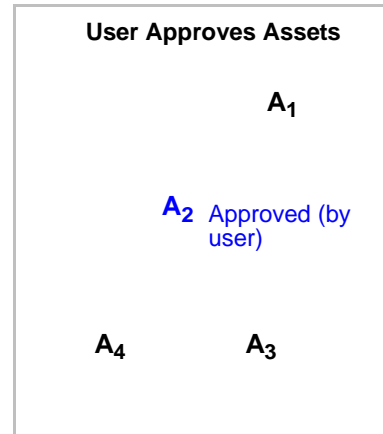 User Approves Assets
A₁
A₂ Approved (by
user)
A₄ A₃